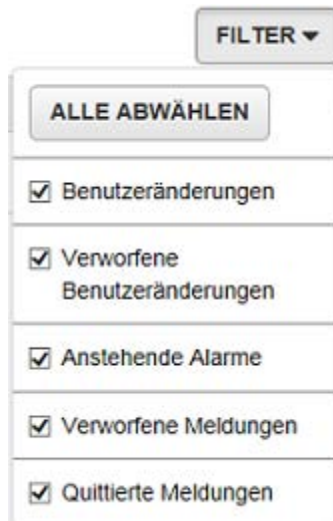 FILTER
ALLE ABWÄHLEN
Benutzeränderungen
Verworfene
Benutzeränderungen
Anstehende Alarme
Verworfene Meldungen
Quittierte Meldungen